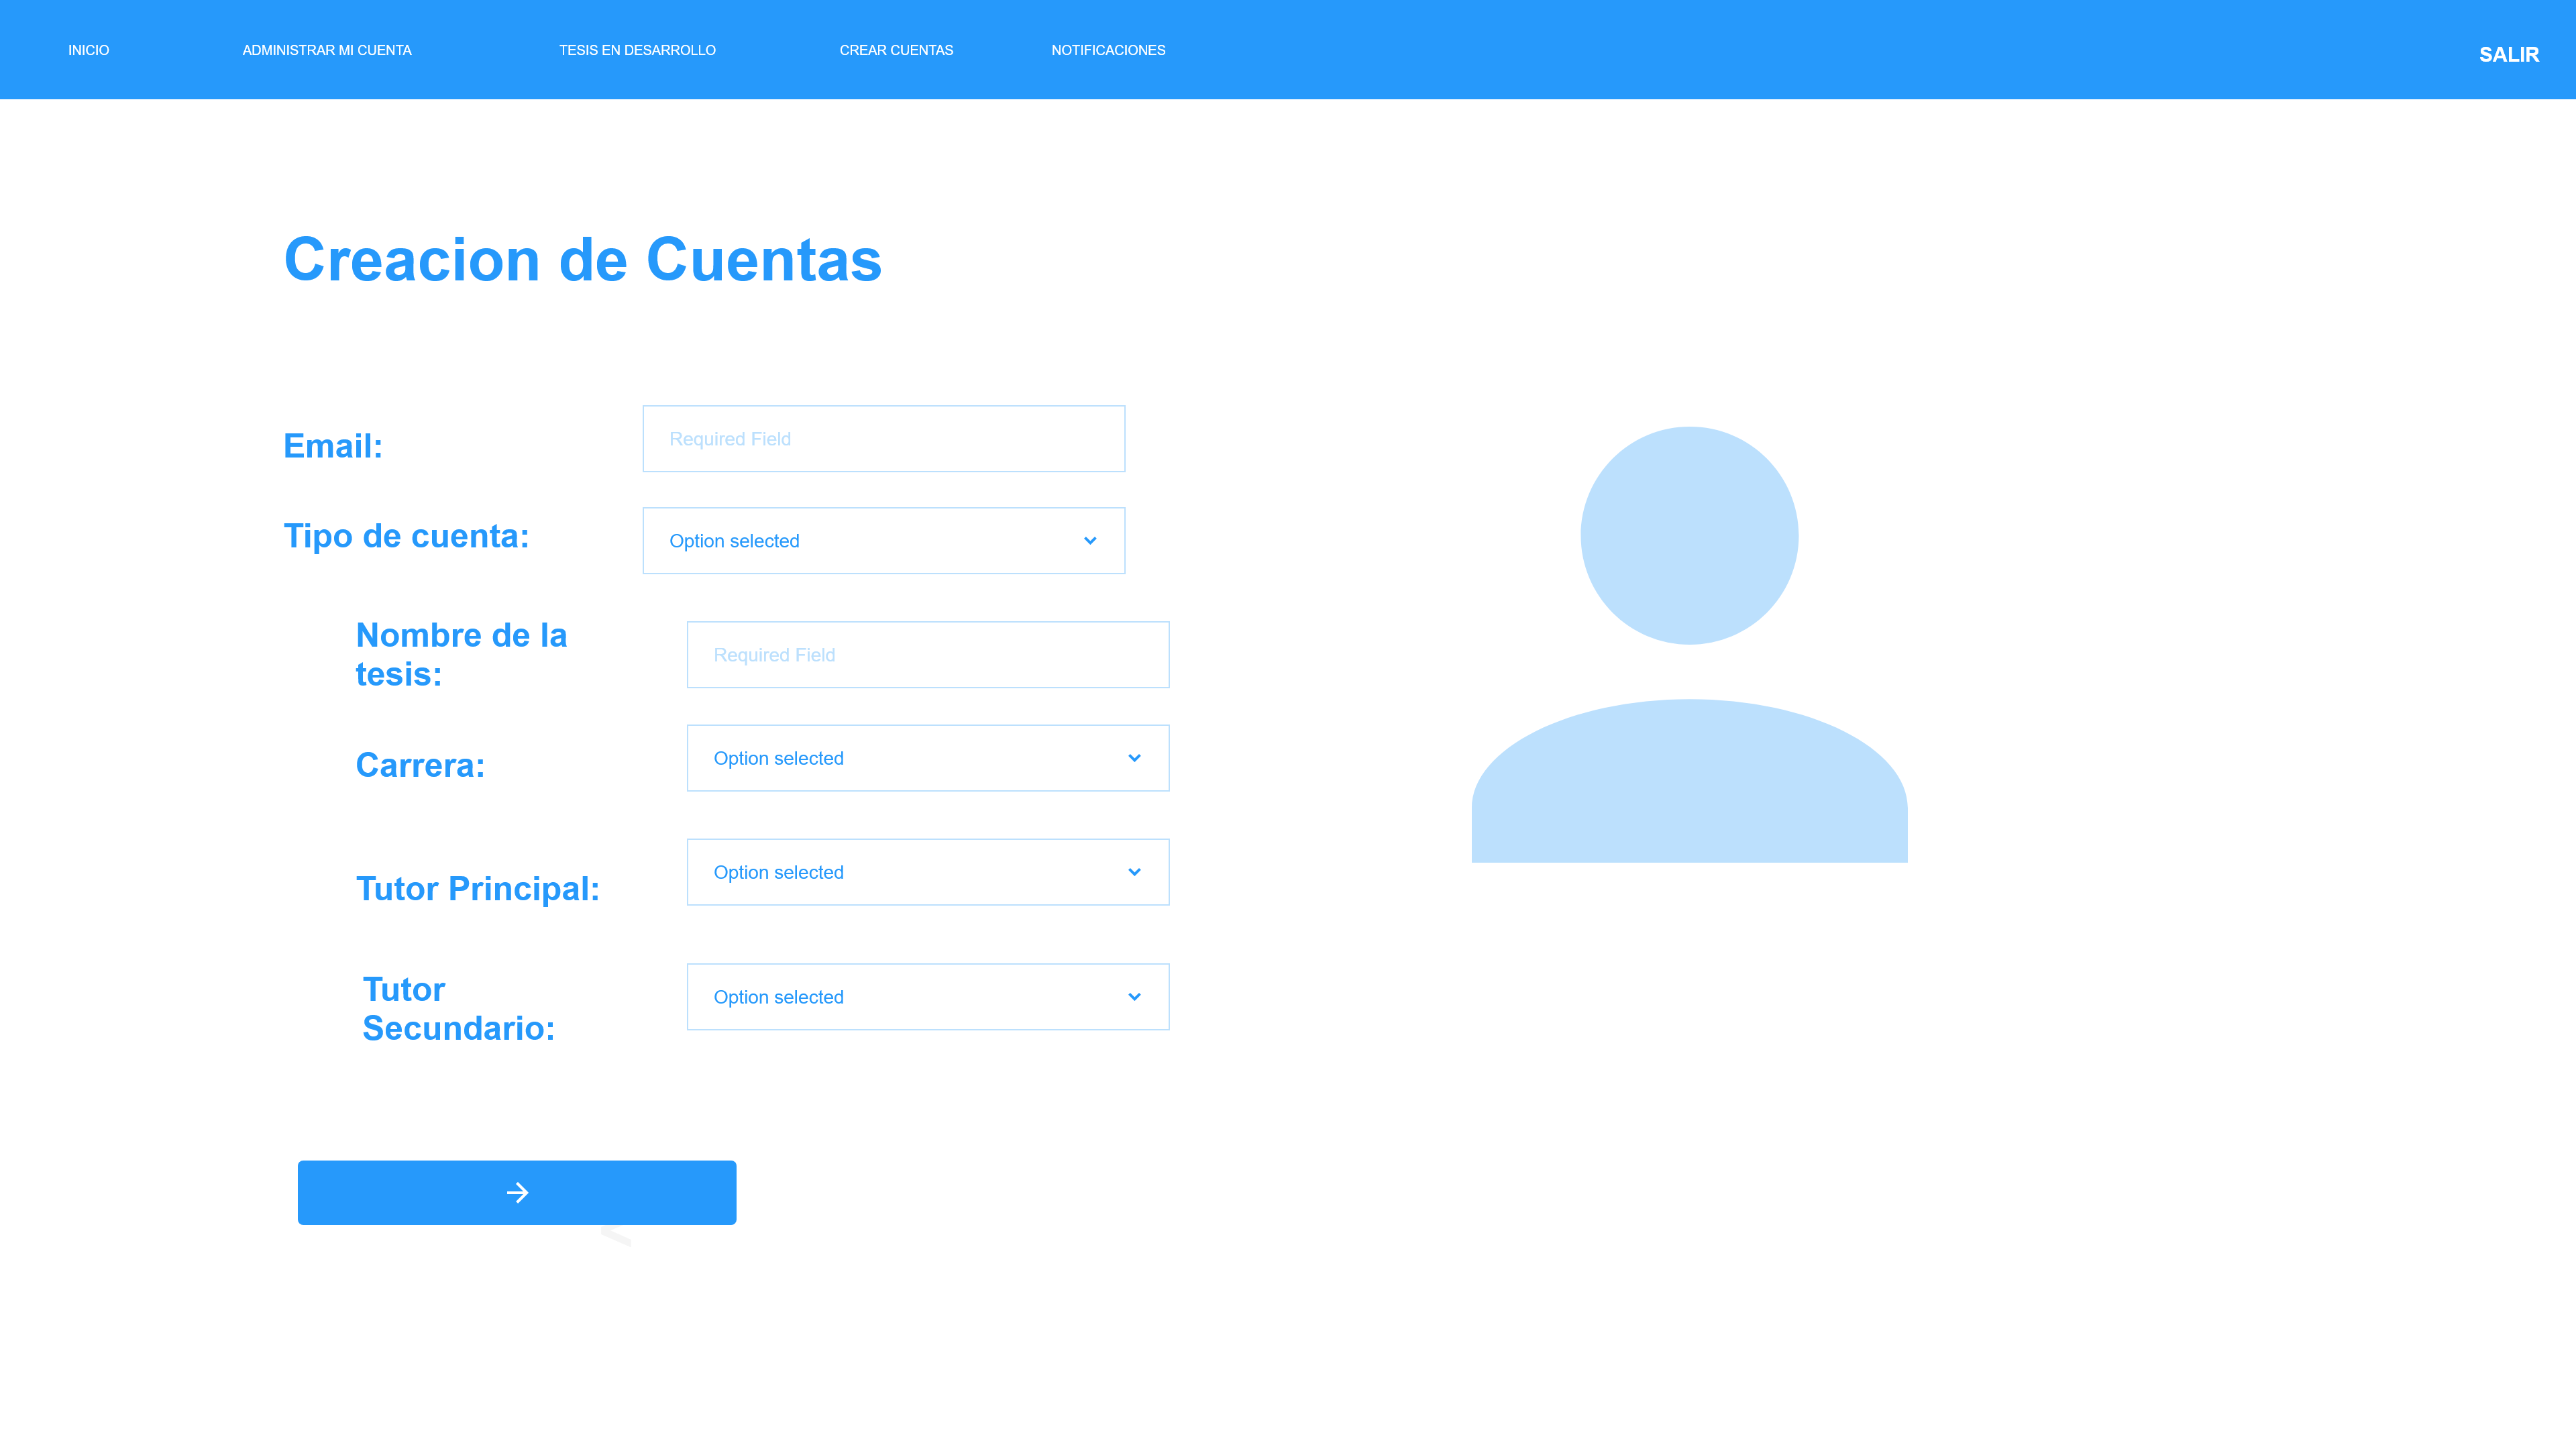 INICIO
ADMINISTRAR MI CUENTA
TESIS EN DESARROLLO
CREAR CUENTAS
NOTIFICACIONES
SALIR
Creacion de Cuentas
Email:
Required Field
Tipo de cuenta:
Option selected
Nombre de la
tesis:
Required Field
Carrera:
Option selected
Tutor Principal:
Option selected
Tutor
Secundario:
Option selected